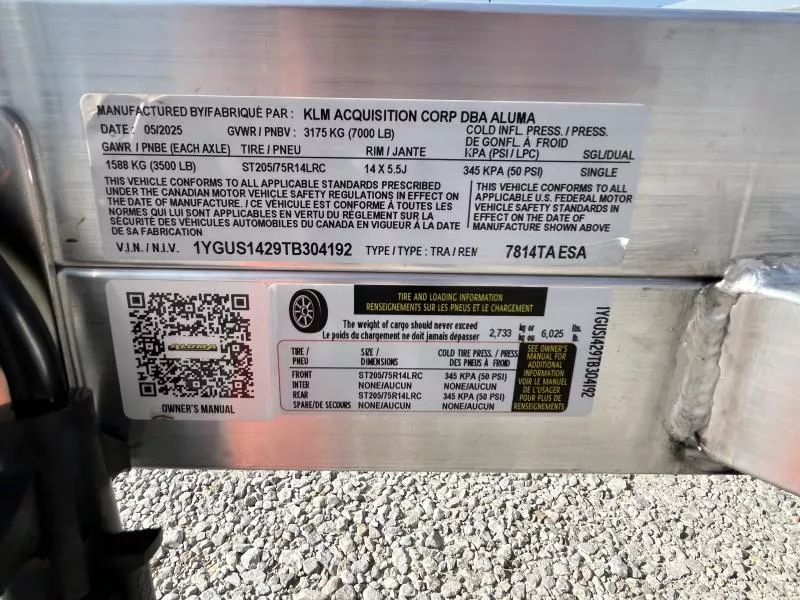 MANUFACTURED BY/FABRIQUÉ PAR : KLM ACQUISITION CORP DBA ALUMA
DATE : 05/2025 GVWR / PNBV : 3175 KG (7000 LB)
COLD INFL. PRESS. / PRESS.
DE GONFL. À FROID
GAWR / PNBE (EACH AXLE) TIRE / PNEU RIM / JANTE KPA (PSI / LPC) SGL/DUAL
1588 KG (3500 LB) ST205/75R14LRC 14 X 5.5J 345 KPA (50 PSI) SINGLE
THIS VEHICLE CONFORMS TO ALL APPLICABLE STANDARDS PRESCRIBED
UNDER THE CANADIAN MOTOR VEHICLE SAFETY REGULATIONS IN EFFECT ON
THE DATE OF MANUFACTURE. / CE VÉHICULE EST CONFORME À TOUTES LES
NORMES QUI LUI SONT APPLICABLES EN VERTU DU RÉGLEMENT SUR LA
SÉCURITÉ DES VÉHICULES AUTOMOBILES DU CANADA EN VIGUEUR À LA DATE
DE SA FABRICATION
THIS VEHICLE CONFORMS TO ALL
APPLICABLE U.S. FEDERAL MOTOR
VEHICLE SAFETY STANDARDS IN
EFFECT ON THE DATE OF
MANUFACTURE SHOWN ABOVE
V.I.N. / N.I.V. 1YGUS1429TB304192 TYPE / TYPE : TRA / REM 7814TA ESA
ALUMA
OWNER'S MANUAL
TIRE AND LOADING INFORMATION
RENSEIGNEMENTS SUR LES PNEUS ET LE CHARGEMENT
The weight of cargo should never exceed
Le poids du chargement ne doit jamais dépasser 2,733 kg or kg ou 6,025 lbs. lb.
TIRE / PNEU SIZE / DIMENSIONS COLD TIRE PRESS. / PRESS DES PNEUS À FROID
FRONT ST205/75R14LRC 345 KPA (50 PSI)
INTER NONE/AUCUN NONE/AUCUN
REAR ST205/75R14LRC 345 KPA (50 PSI)
SPARE/DE SECOURS NONE/AUCUN NONE/AUCUN
SEE OWNER'S
MANUAL FOR
ADDITIONAL
INFORMATION
VOIR LE MANUEL
DE L'USAGER
POUR PLUS DE
RENSEIGNEMENTS
1YGUS1429TB304192